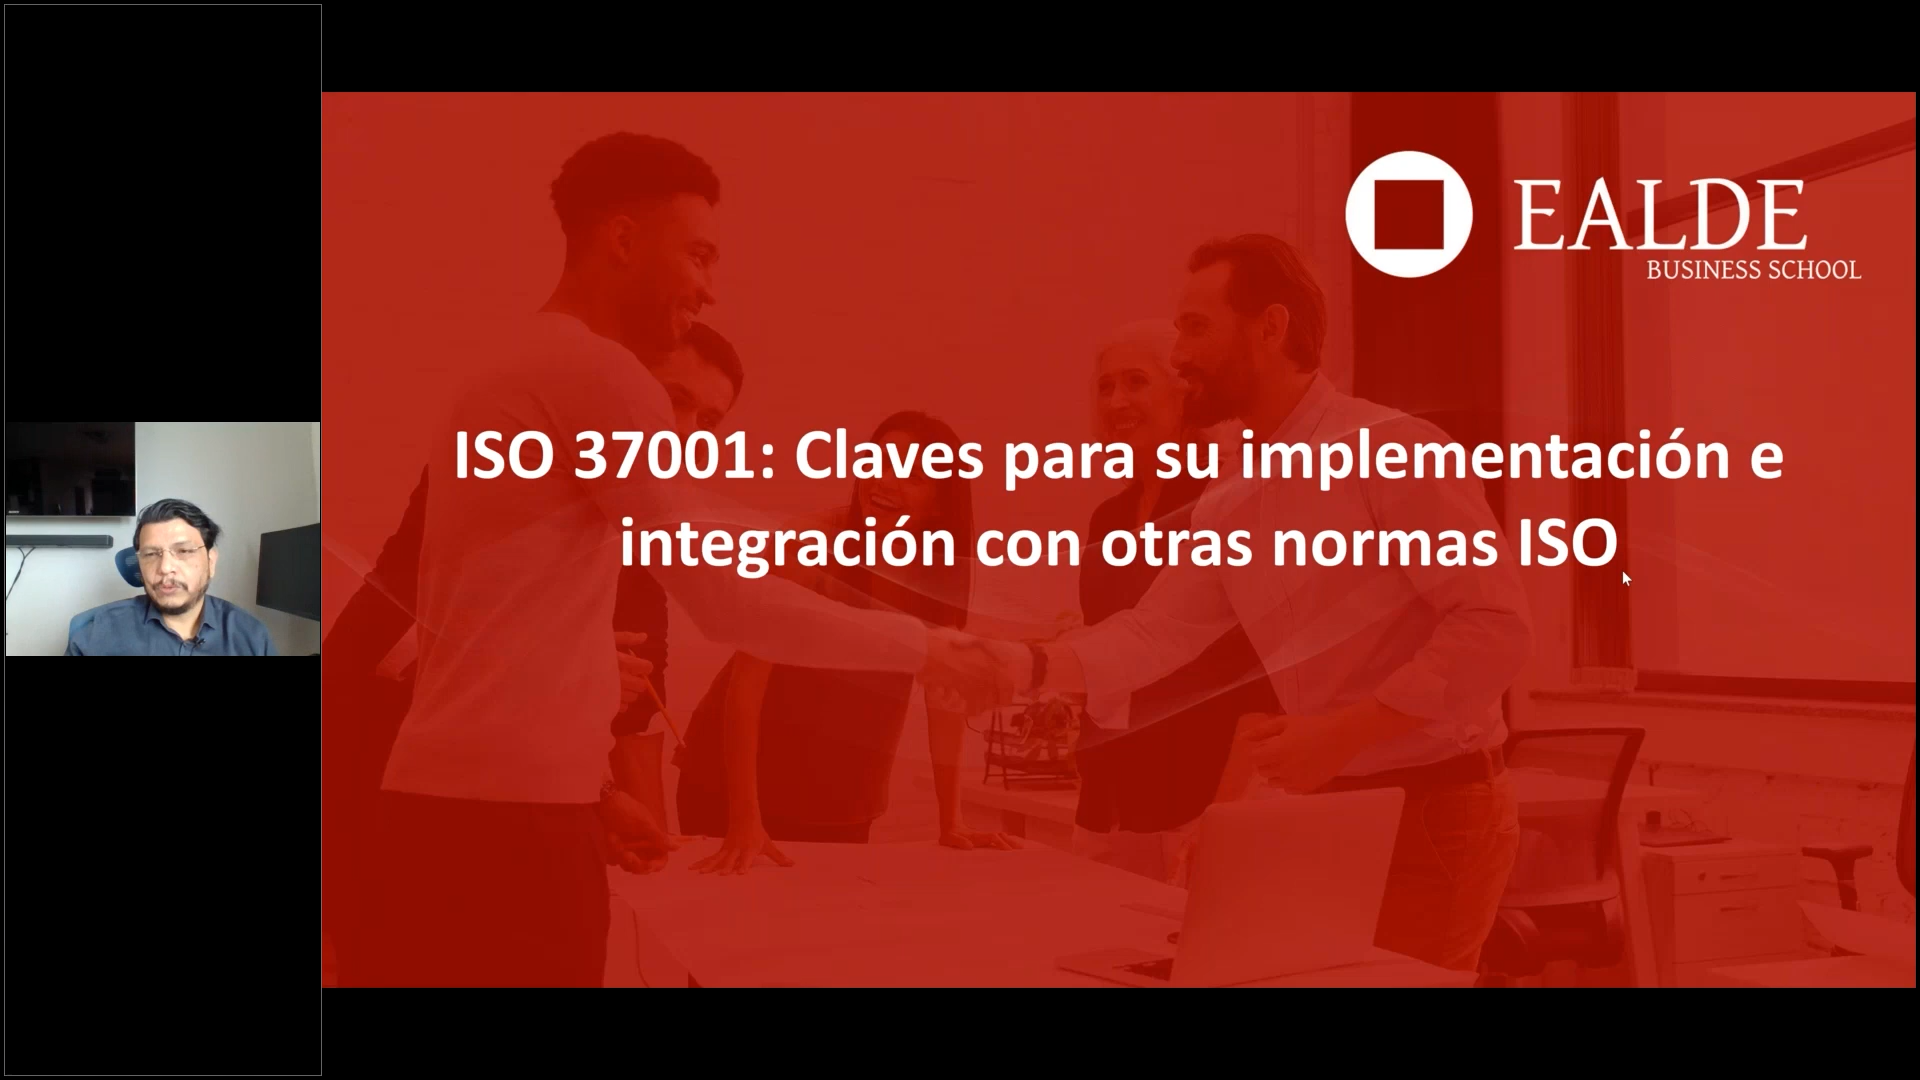 EALDE
BUSINESS SCHOOL
ISO 37001: Claves para su implementación e
integración con otras normas ISO